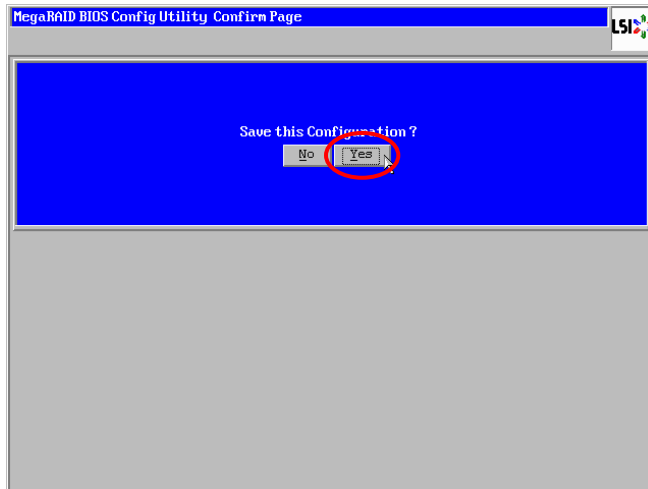 MegaRAID BIOS Config Utility Confirm Page
LSI
Save this Configuration ?
No Yes